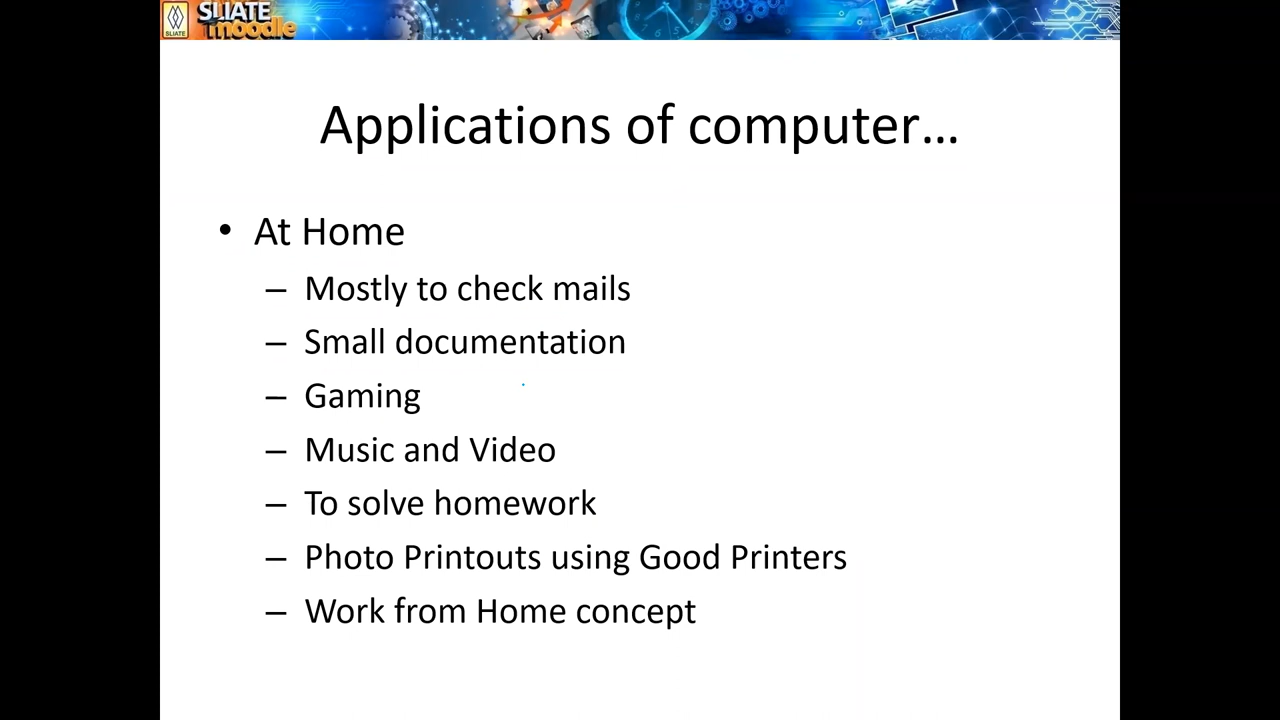 SLIATE
moodle
SLIATE
Applications of computer…
• At Home
– Mostly to check mails
– Small documentation
– Gaming
– Music and Video
– To solve homework
– Photo Printouts using Good Printers
– Work from Home concept